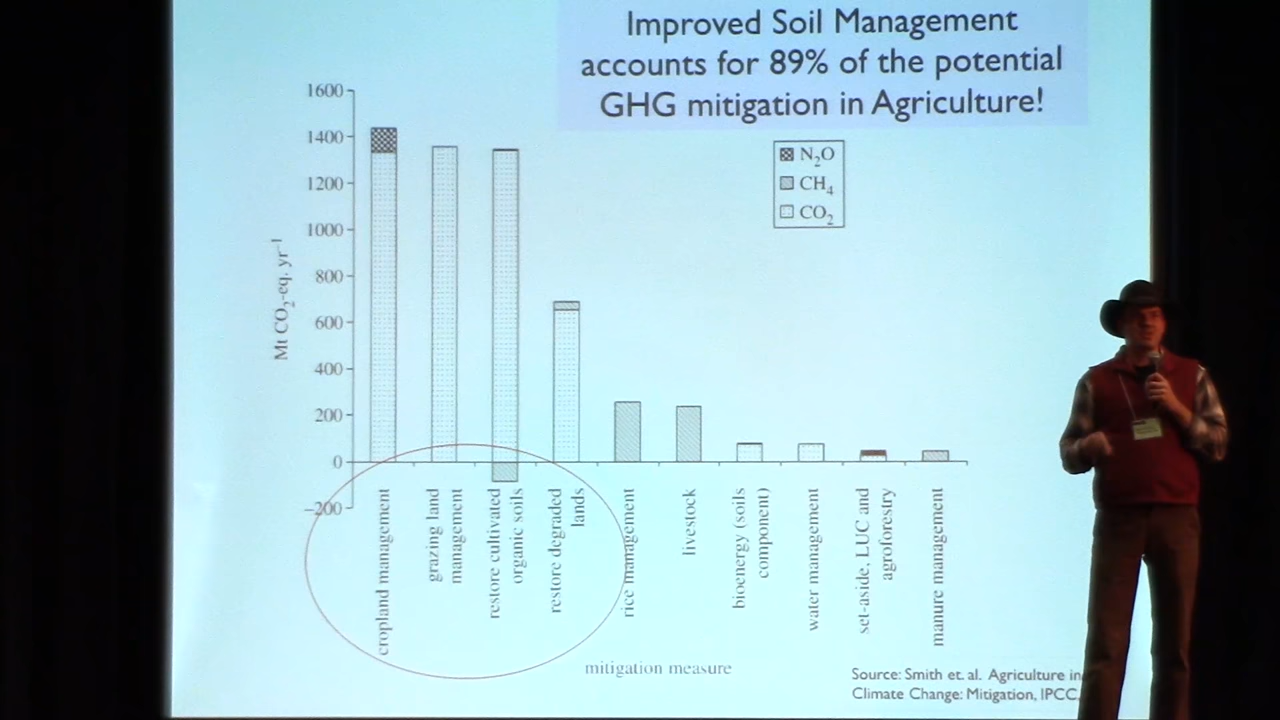 Improved Soil Management
accounts for 89% of the potential
GHG mitigation in Agriculture!
1600
1400
1200
1000
800
600
400
200
0
–200
Mt CO₂-eq. yr⁻¹
N₂O
CH₄
CO₂
cropland management
grazing land
management
restore cultivated
organic soils
restore degraded
lands
rice management
livestock
bioenergy (soils
component)
water management
set-aside, LUC and
agroforestry
manure management
mitigation measure
Source: Smith et. al. Agriculture in
Climate Change: Mitigation, IPCC